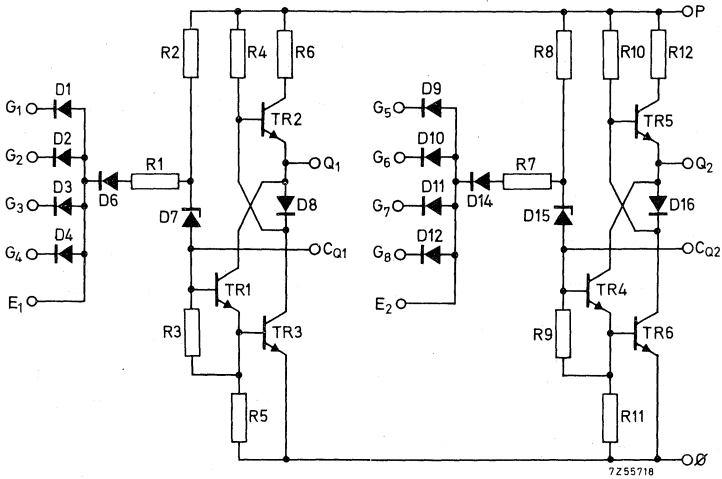 P
R2 R4 R6 R8 R10 R12
D1 D9
G1 G5
TR2 TR5
D2 D10
G2 R1 Q1 G6 R7 Q2
D3 D11
G3 D6 D7 D8 G7 D14 D15 D16
D4 D12
G4 CQ1 G8 CQ2
E1 TR1 E2 TR4
R3 TR3 R9 TR6
R5 R11
Ø
7Z55718